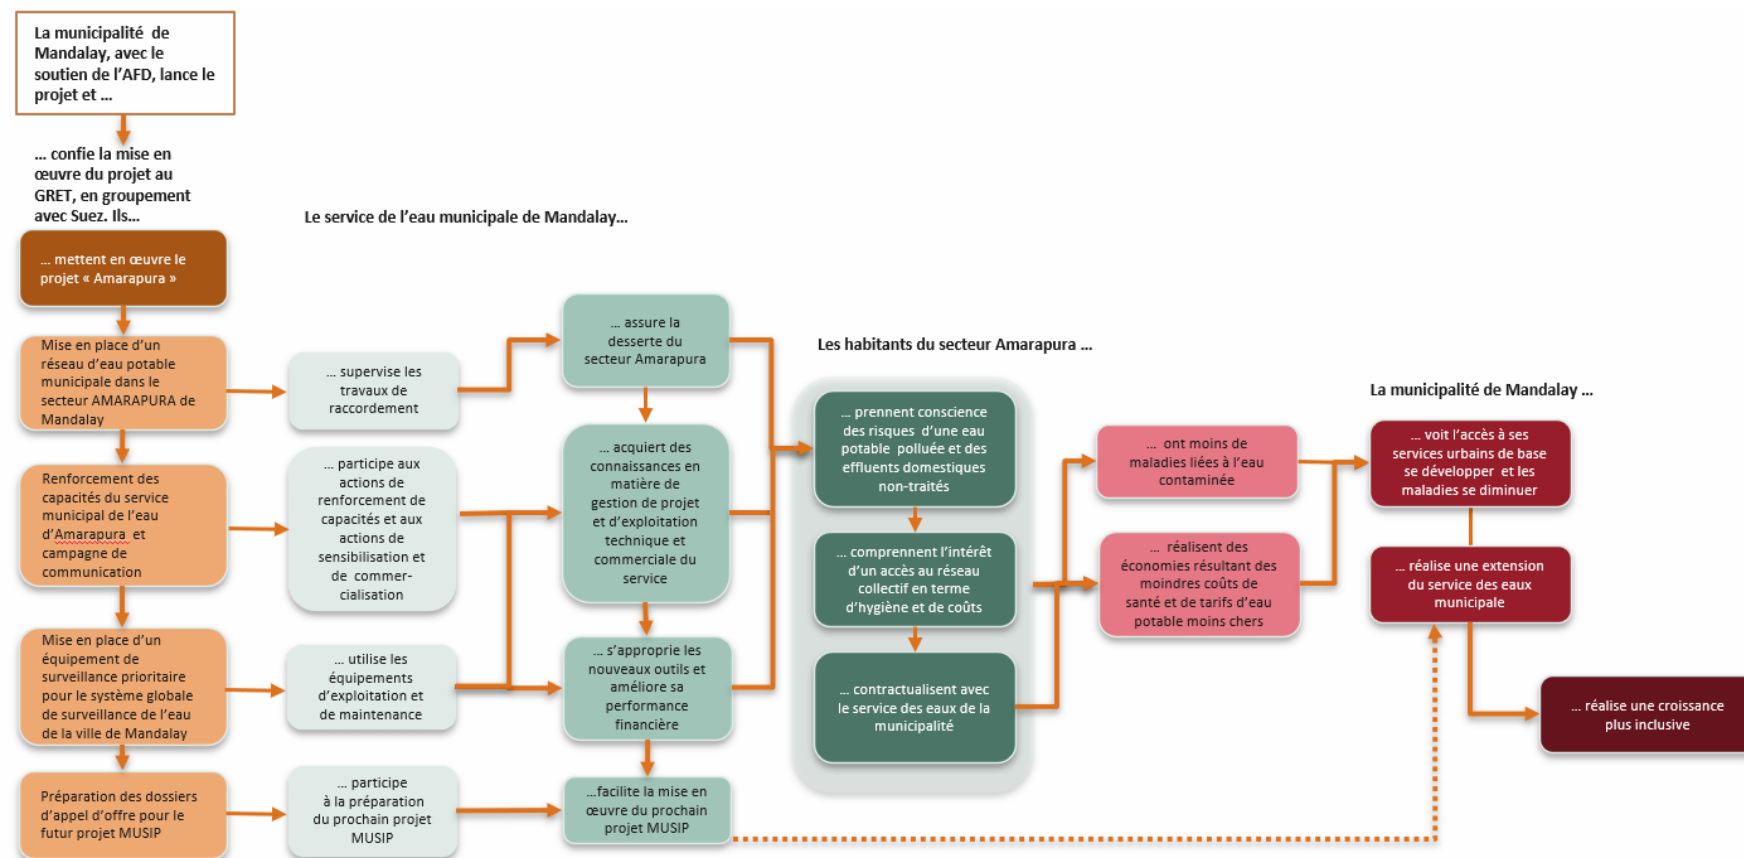 La municipalité de
Mandalay, avec le
soutien de l’AFD, lance le
projet et ...
... confie la mise en
œuvre du projet au
GRET, en groupement
avec Suez. Ils...
... mettent en œuvre le
projet « Amarapura »
Mise en place d’un
réseau d’eau potable
municipale dans le
secteur AMARAPURA de
Mandalay
Renforcement des
capacités du service
municipal de l’eau
d’Amarapura et
campagne de
communication
Mise en place d’un
équipement de
surveillance prioritaire
pour le système globale
de surveillance de l’eau
de la ville de Mandalay
Préparation des dossiers
d’appel d’offre pour le
futur projet MUSIP
Le service de l’eau municipale de Mandalay...
... supervise les
travaux de
raccordement
... participe aux
actions de
renforcement de
capacités et aux
actions de
sensibilisation et
de commer-
cialisation
... utilise les
équipements
d’exploitation et
de maintenance
... participe
à la préparation
du prochain projet
MUSIP
... assure la
desserte du
secteur Amarapura
... acquiert des
connaissances en
matière de
gestion de projet
et d’exploitation
technique et
commerciale du
service
... s’approprie les
nouveaux outils et
améliore sa
performance
financière
...facilite la mise en
œuvre du prochain
projet MUSIP
Les habitants du secteur Amarapura ...
... prennent conscience
des risques d’une eau
potable polluée et des
effluents domestiques
non-traités
... comprennent l’intérêt
d’un accès au réseau
collectif en terme
d’hygiène et de coûts
... contractualisent avec
le service des eaux de la
municipalité
... ont moins de
maladies liées à l’eau
contaminée
... réalisent des
économies résultant des
moindres coûts de
santé et de tarifs d’eau
potable moins chers
La municipalité de Mandalay ...
... voit l’accès à ses
services urbains de base
se développer et les
maladies se diminuer
... réalise une extension
du service des eaux
municipale
... réalise une croissance
plus inclusive